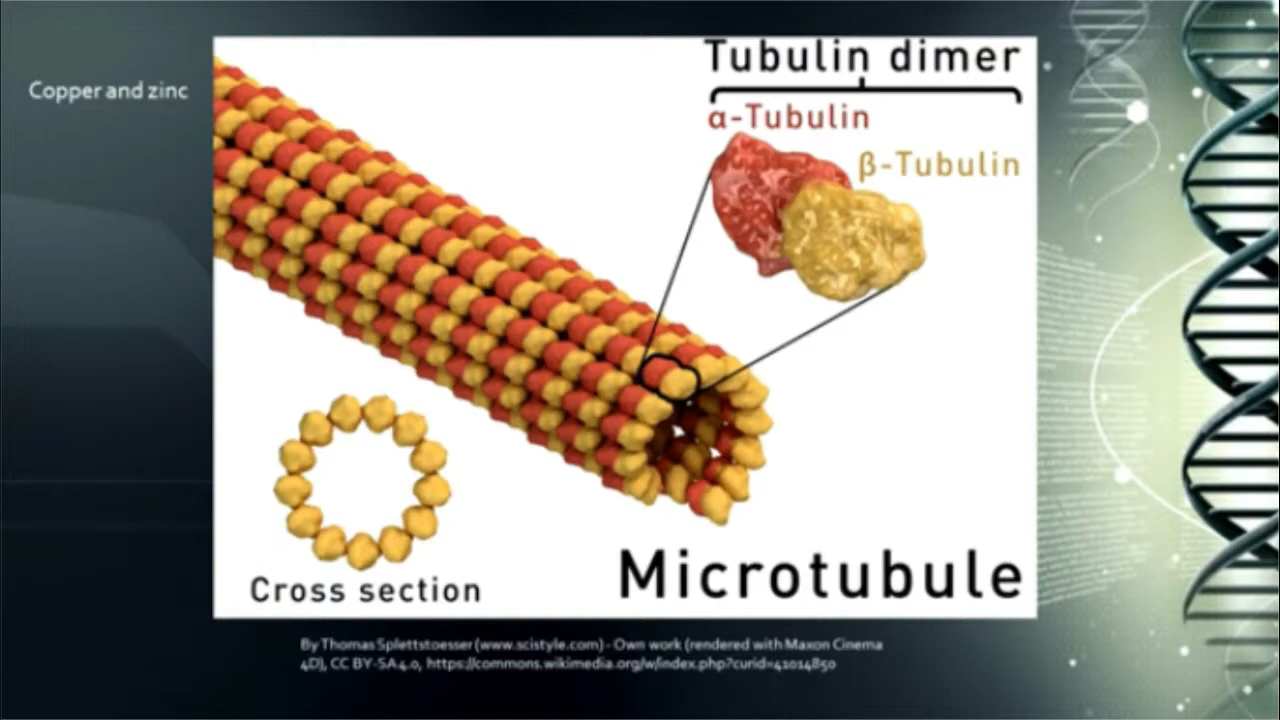 Copper and zinc
Tubulin dimer
α-Tubulin
β-Tubulin
Cross section
Microtubule
By Thomas Splettstoesser (www.scistyle.com) - Own work (rendered with Maxon Cinema
4D), CC BY-SA 4.0, https://commons.wikimedia.org/w/index.php?curid=41014850